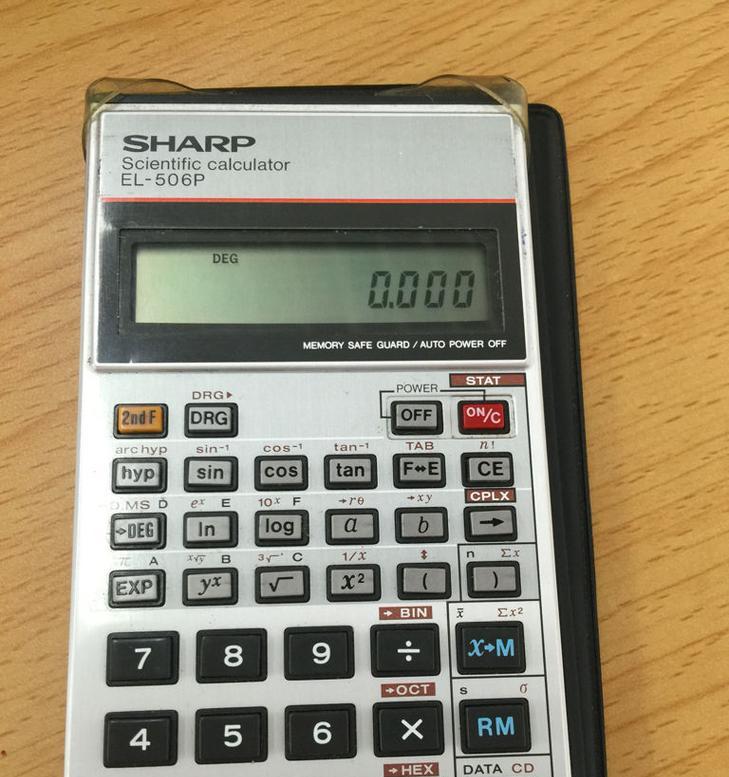 SHARP
Scientific calculator
EL-506P
DEG
0.000
MEMORY SAFE GUARD / AUTO POWER OFF
STAT
DRG▶ POWER
2ndF DRG OFF ON/C
archyp sin⁻¹ cos⁻¹ tan⁻¹ TAB n!
hyp sin cos tan F↔E CE
D.MS D eˣ E 10ˣ F →rθ →xy CPLX
→DEG ln log a b →
π A ˣ√y B ³√ C 1/x ↕ n Σx
EXP yˣ √ x² ( )
→BIN x̄ Σx²
7 8 9 ÷ x→M
→OCT s σ
4 5 6 × RM
→HEX DATA CD